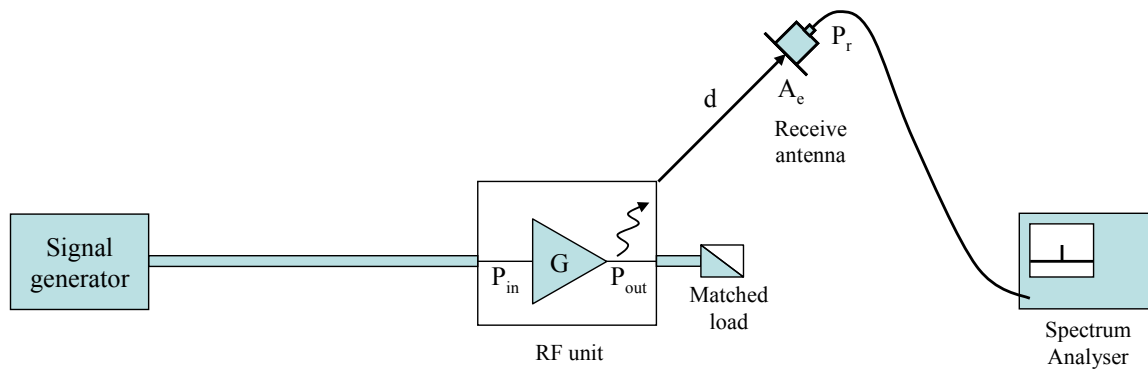 P_r
d
A_e
Receive
antenna
Signal
generator
P_in
G
P_out
Matched
load
RF unit
Spectrum
Analyser